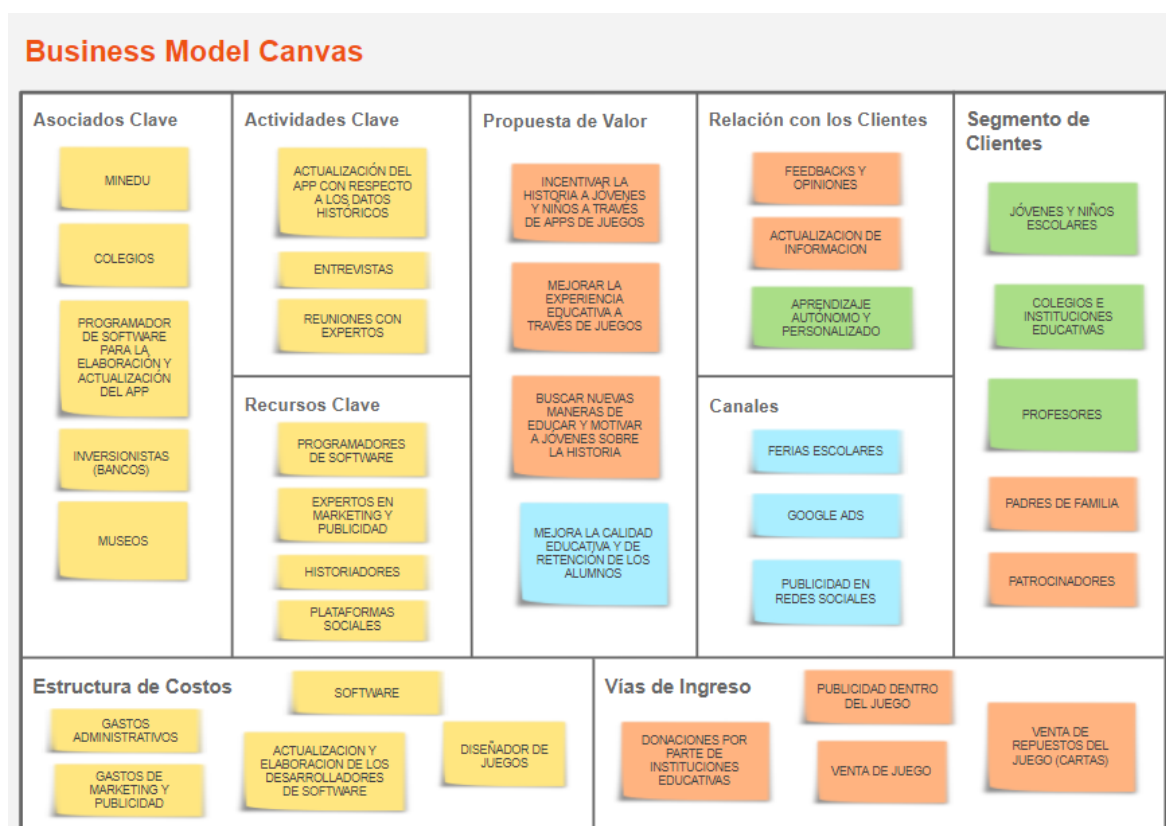 Business Model Canvas
Asociados Clave
MINEDU
COLEGIOS
PROGRAMADOR
DE SOFTWARE
PARA LA
ELABORACIÓN Y
ACTUALIZACIÓN
DEL APP
INVERSIONISTAS
(BANCOS)
MUSEOS
Actividades Clave
ACTUALIZACIÓN DEL
APP CON RESPECTO
A LOS DATOS
HISTÓRICOS
ENTREVISTAS
REUNIONES CON
EXPERTOS
Recursos Clave
PROGRAMADORES
DE SOFTWARE
EXPERTOS EN
MARKETING Y
PUBLICIDAD
HISTORIADORES
PLATAFORMAS
SOCIALES
Propuesta de Valor
INCENTIVAR LA
HISTORIA A JÓVENES
Y NIÑOS A TRAVÉS
DE APPS DE JUEGOS
MEJORAR LA
EXPERIENCIA
EDUCATIVA A
TRAVÉS DE JUEGOS
BUSCAR NUEVAS
MANERAS DE
EDUCAR Y MOTIVAR
A JÓVENES SOBRE
LA HISTORIA
MEJORA LA CALIDAD
EDUCATIVA Y DE
RETENCIÓN DE LOS
ALUMNOS
Relación con los Clientes
FEEDBACKS Y
OPINIONES
ACTUALIZACION DE
INFORMACION
APRENDIZAJE
AUTÓNOMO Y
PERSONALIZADO
Canales
FERIAS ESCOLARES
GOOGLE ADS
PUBLICIDAD EN
REDES SOCIALES
Segmento de
Clientes
JÓVENES Y NIÑOS
ESCOLARES
COLEGIOS E
INSTITUCIONES
EDUCATIVAS
PROFESORES
PADRES DE FAMILIA
PATROCINADORES
Estructura de Costos
SOFTWARE
GASTOS
ADMINISTRATIVOS
GASTOS DE
MARKETING Y
PUBLICIDAD
ACTUALIZACION Y
ELABORACION DE LOS
DESARROLLADORES
DE SOFTWARE
DISEÑADOR DE
JUEGOS
Vías de Ingreso
PUBLICIDAD DENTRO
DEL JUEGO
DONACIONES POR
PARTE DE
INSTITUCIONES
EDUCATIVAS
VENTA DE JUEGO
VENTA DE
REPUESTOS DEL
JUEGO (CARTAS)